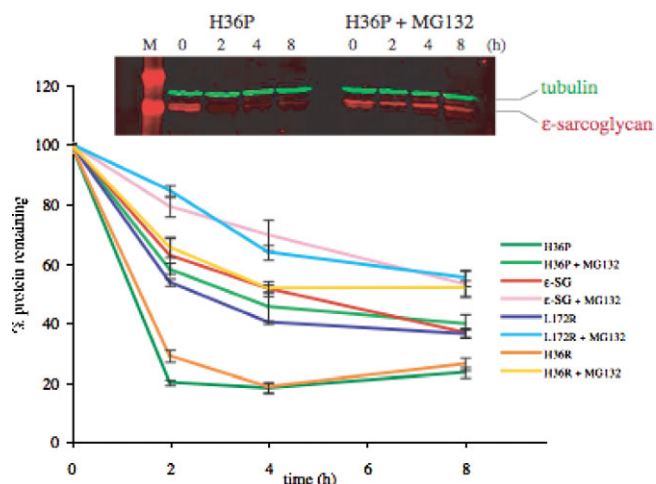 H36P H36P + MG132
M 0 2 4 8 0 2 4 8 (h)
tubulin
ε-sarcoglycan
120
100
80
60
40
20
0
0 2 4 6 8
% protein remaining
time (h)
H36P
H36P + MG132
ε-SG
ε-SG + MG132
L172R
L172R + MG132
H36R
H36R + MG132